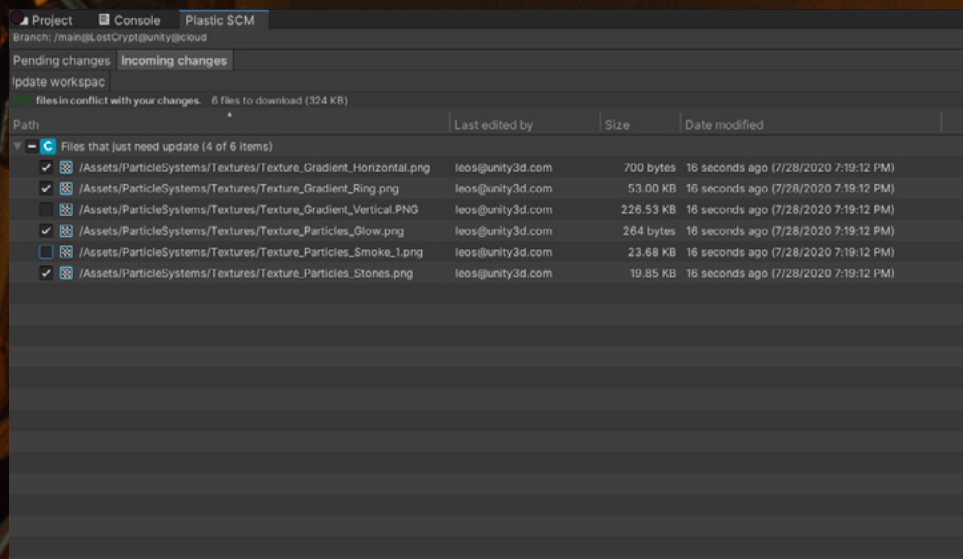 Project Console Plastic SCM
Branch: /main@LostCrypt@unity@cloud
Pending changes Incoming changes
Update workspac
files in conflict with your changes. 6 files to download (324 KB)
Path Last edited by Size Date modified
C Files that just need update (4 of 6 items)
/Assets/ParticleSystems/Textures/Texture_Gradient_Horizontal.png leos@unity3d.com 700 bytes 16 seconds ago (7/28/2020 7:19:12 PM)
/Assets/ParticleSystems/Textures/Texture_Gradient_Ring.png leos@unity3d.com 53.00 KB 16 seconds ago (7/28/2020 7:19:12 PM)
/Assets/ParticleSystems/Textures/Texture_Gradient_Vertical.PNG leos@unity3d.com 226.53 KB 16 seconds ago (7/28/2020 7:19:12 PM)
/Assets/ParticleSystems/Textures/Texture_Particles_Glow.png leos@unity3d.com 264 bytes 16 seconds ago (7/28/2020 7:19:12 PM)
/Assets/ParticleSystems/Textures/Texture_Particles_Smoke_1.png leos@unity3d.com 23.68 KB 16 seconds ago (7/28/2020 7:19:12 PM)
/Assets/ParticleSystems/Textures/Texture_Particles_Stones.png leos@unity3d.com 19.85 KB 16 seconds ago (7/28/2020 7:19:12 PM)